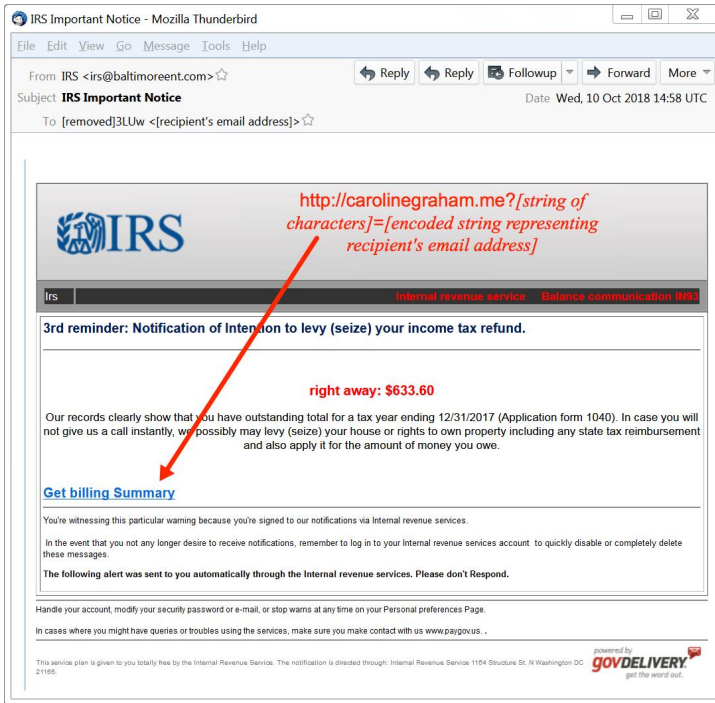 IRS Important Notice - Mozilla Thunderbird
File Edit View Go Message Tools Help
From IRS <irs@baltimoreent.com>
Reply Reply Followup Forward More
Subject IRS Important Notice
Date Wed, 10 Oct 2018 14:58 UTC
To [removed]3LUw <[recipient's email address]>
http://carolinegraham.me?[string of
characters]=[encoded string representing
recipient's email address]
IRS
Irs
Internal revenue service Balance communication IN93
3rd reminder: Notification of Intention to levy (seize) your income tax refund.
right away: $633.60
Our records clearly show that you have outstanding total for a tax year ending 12/31/2017 (Application form 1040). In case you will
not give us a call instantly, we possibly may levy (seize) your house or rights to own property including any state tax reimbursement
and also apply it for the amount of money you owe.
Get billing Summary
You're witnessing this particular warning because you're signed to our notifications via Internal revenue services.
In the event that you not any longer desire to receive notifications, remember to log in to your Internal revenue services account to quickly disable or completely delete
these messages.
The following alert was sent to you automatically through the Internal revenue services. Please don't Respond.
Handle your account, modify your security password or e-mail, or stop warns at any time on your Personal preferences Page.
In cases where you might have queries or troubles using the services, make sure you make contact with us www.paygov.us. .
This service plan is given to you totally free by the Internal Revenue Service. The notification is directed through: Internal Revenue Service 1164 Structure St. N Washington DC
21165.
powered by
GOVDELIVERY
get the word out.